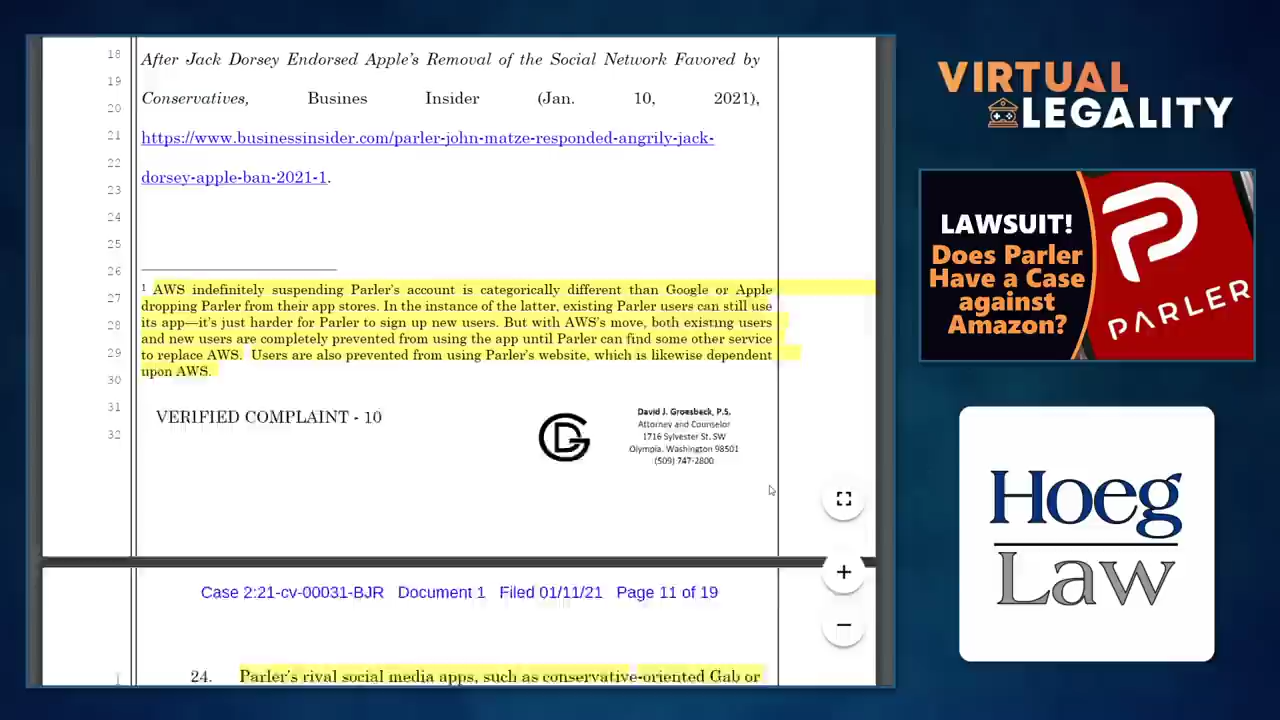 18
After Jack Dorsey Endorsed Apple's Removal of the Social Network Favored by
19
Conservatives, Busines Insider (Jan. 10, 2021),
20
21
https://www.businessinsider.com/parler-john-matze-responded-angrily-jack-
22
dorsey-apple-ban-2021-1.
23
24
25
26
1 AWS indefinitely suspending Parler's account is categorically different than Google or Apple
27
dropping Parler from their app stores. In the instance of the latter, existing Parler users can still use
its app—it's just harder for Parler to sign up new users. But with AWS's move, both existing users
28
and new users are completely prevented from using the app until Parler can find some other service
29
to replace AWS. Users are also prevented from using Parler's website, which is likewise dependent
upon AWS.
30
31
VERIFIED COMPLAINT - 10
32
David J. Groesbeck, P.S.
Attorney and Counselor
1716 Sylvester St. SW
Olympia, Washington 98501
(509) 747-2800
Case 2:21-cv-00031-BJR Document 1 Filed 01/11/21 Page 11 of 19
1
24. Parler's rival social media apps, such as conservative-oriented Gab or
VIRTUAL
LEGALITY
LAWSUIT!
Does Parler
Have a Case
against
Amazon?
PARLER
Hoeg
Law